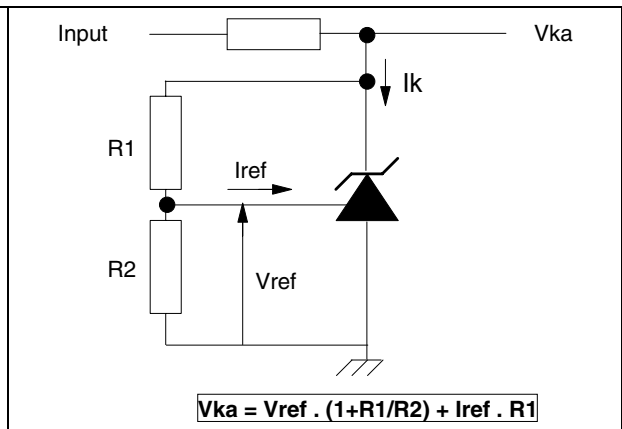 Input Vka
Ik
R1
Iref
R2
Vref
Vka = Vref . (1+R1/R2) + Iref . R1